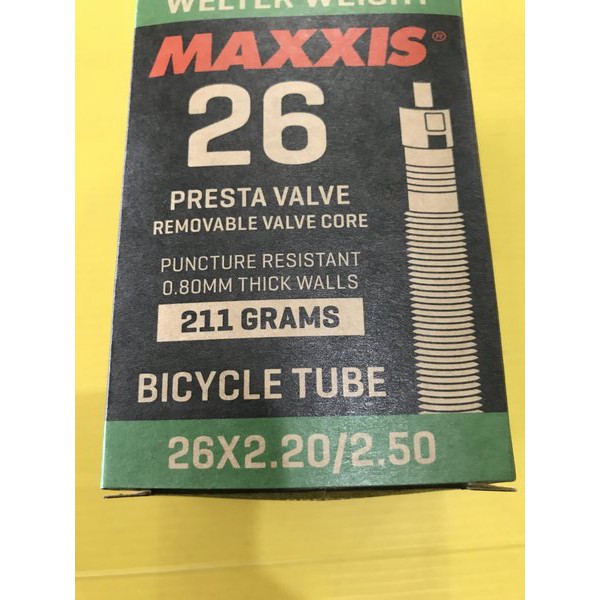 WELTER WEIGHT
MAXXIS®
26
PRESTA VALVE
REMOVABLE VALVE CORE
PUNCTURE RESISTANT
0.80MM THICK WALLS
211 GRAMS
BICYCLE TUBE
26X2.20/2.50